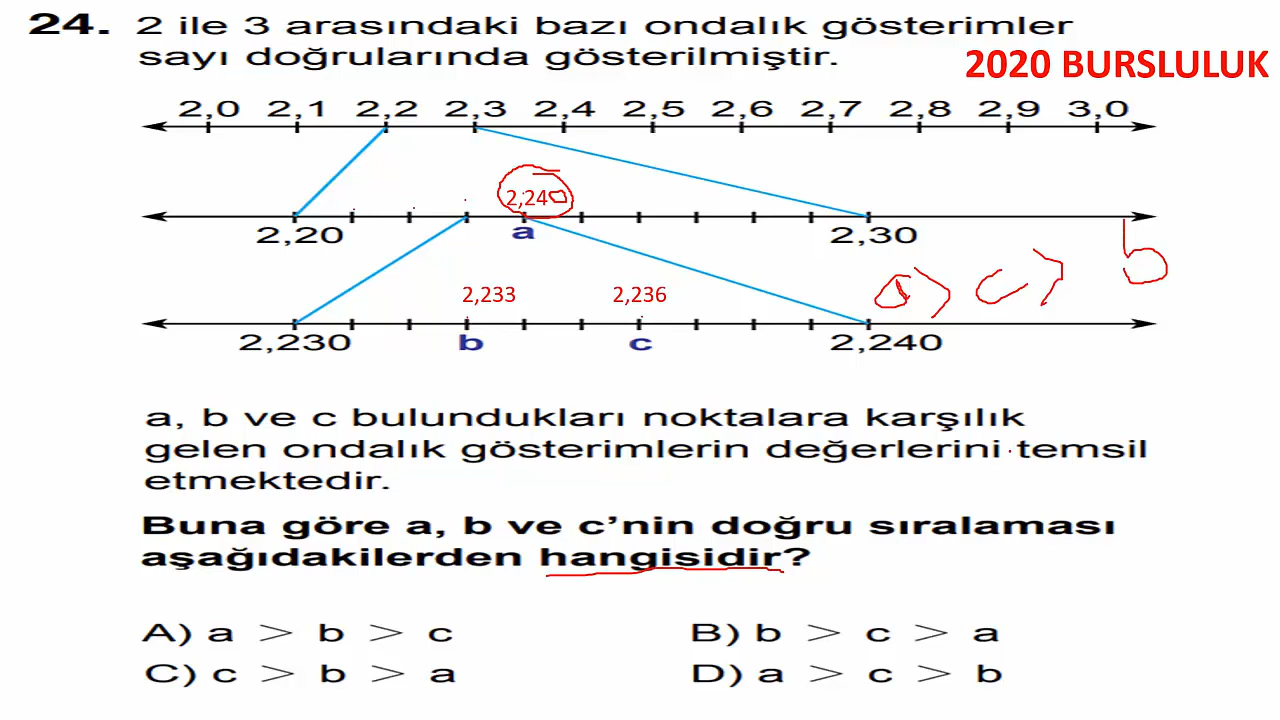 24. 2 ile 3 arasındaki bazı ondalık gösterimler
sayı doğrularında gösterilmiştir.
2020 BURSLULUK
2,0 2,1 2,2 2,3 2,4 2,5 2,6 2,7 2,8 2,9 3,0
2,240
2,20 a 2,30
a > c > b
2,233 2,236
2,230 b c 2,240
a, b ve c bulundukları noktalara karşılık
gelen ondalık gösterimlerin değerlerini temsil
etmektedir.
Buna göre a, b ve c’nin doğru sıralaması
aşağıdakilerden hangisidir?
A) a > b > c B) b > c > a
C) c > b > a D) a > c > b